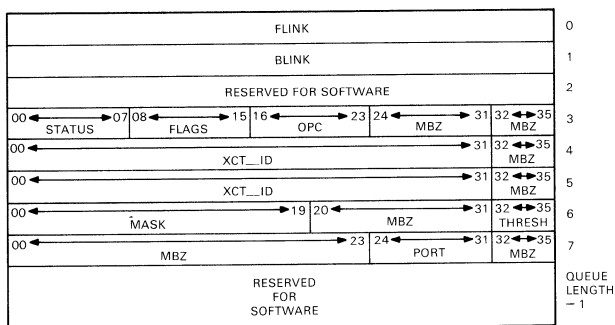 FLINK 0
BLINK 1
RESERVED FOR SOFTWARE 2
00 07 08 15 16 23 24 31 32 35 3
STATUS FLAGS OPC MBZ MBZ
00 31 32 35 4
XCT__ID MBZ
00 31 32 35 5
XCT__ID MBZ
00 19 20 31 32 35 6
MASK MBZ THRESH
00 23 24 31 32 35 7
MBZ PORT MBZ
RESERVED
FOR
SOFTWARE
QUEUE
LENGTH
– 1